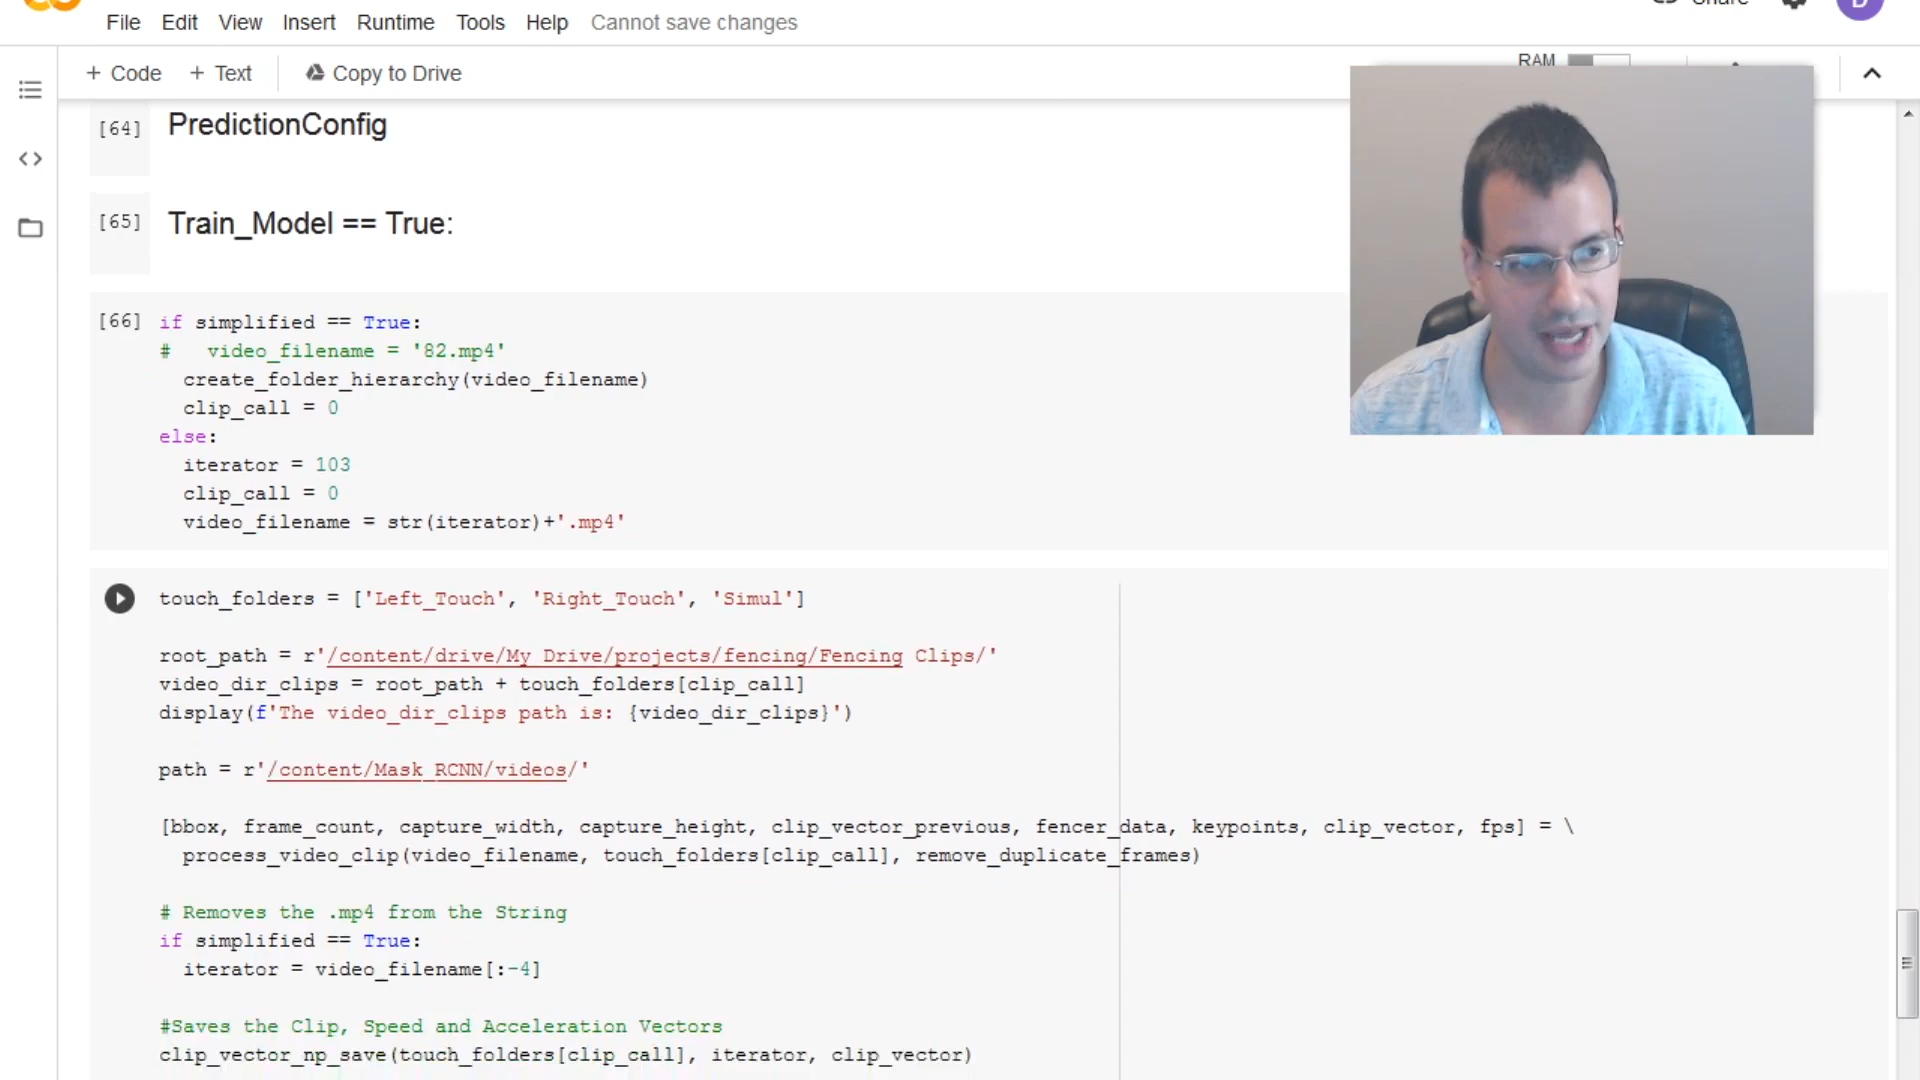 Share
D
File Edit View Insert Runtime Tools Help Cannot save changes
+ Code + Text Copy to Drive
RAM
[64] PredictionConfig
[65] Train_Model == True:
[66] if simplified == True:
#   video_filename = '82.mp4'
create_folder_hierarchy(video_filename)
clip_call = 0
else:
iterator = 103
clip_call = 0
video_filename = str(iterator)+'.mp4'
touch_folders = ['Left_Touch', 'Right_Touch', 'Simul']
root_path = r'/content/drive/My Drive/projects/fencing/Fencing Clips/'
video_dir_clips = root_path + touch_folders[clip_call]
display(f'The video_dir_clips path is: {video_dir_clips}')
path = r'/content/Mask_RCNN/videos/'
[bbox, frame_count, capture_width, capture_height, clip_vector_previous, fencer_data, keypoints, clip_vector, fps] = \
process_video_clip(video_filename, touch_folders[clip_call], remove_duplicate_frames)
# Removes the .mp4 from the String
if simplified == True:
iterator = video_filename[:-4]
#Saves the Clip, Speed and Acceleration Vectors
clip_vector_np_save(touch_folders[clip_call], iterator, clip_vector)